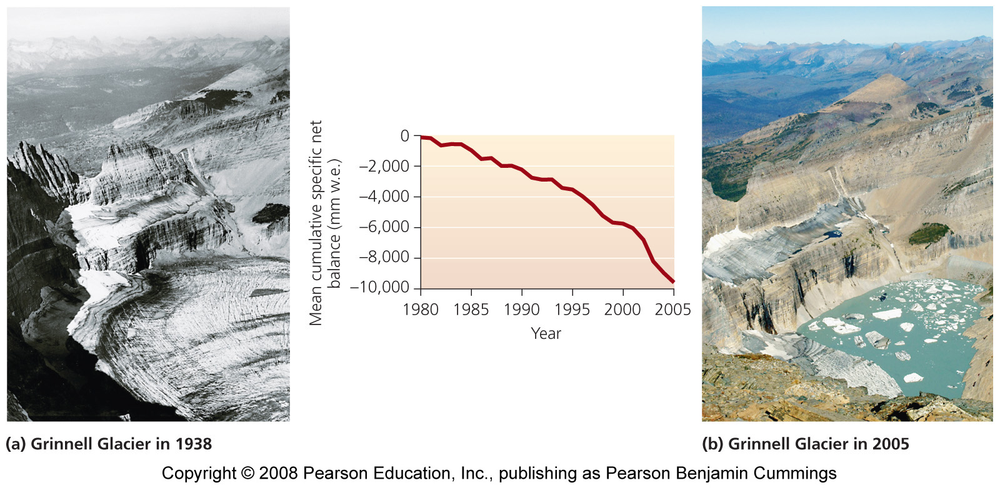 Mean cumulative specific net
balance (mm w.e.)
0
–2,000
–4,000
–6,000
–8,000
–10,000
1980 1985 1990 1995 2000 2005
Year
(a) Grinnell Glacier in 1938
(b) Grinnell Glacier in 2005
Copyright © 2008 Pearson Education, Inc., publishing as Pearson Benjamin Cummings